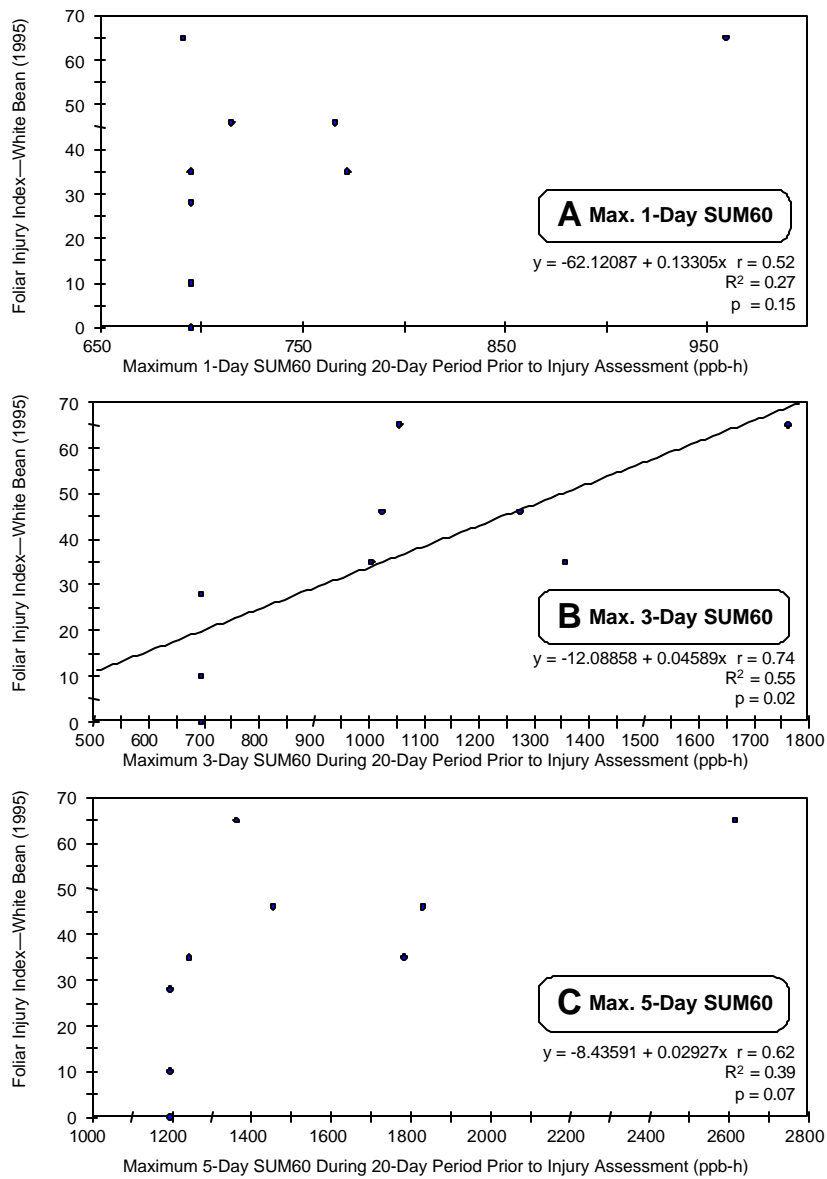 Foliar Injury Index—White Bean (1995)
70
60
50
40
30
20
10
0
A Max. 1-Day SUM60
y = -62.12087 + 0.13305x r = 0.52
R² = 0.27
p = 0.15
650 750 850 950
Maximum 1-Day SUM60 During 20-Day Period Prior to Injury Assessment (ppb-h)
Foliar Injury Index—White Bean (1995)
70
60
50
40
30
20
10
0
B Max. 3-Day SUM60
y = -12.08858 + 0.04589x r = 0.74
R² = 0.55
p = 0.02
500 600 700 800 900 1000 1100 1200 1300 1400 1500 1600 1700 1800
Maximum 3-Day SUM60 During 20-Day Period Prior to Injury Assessment (ppb-h)
Foliar Injury Index—White Bean (1995)
70
60
50
40
30
20
10
0
C Max. 5-Day SUM60
y = -8.43591 + 0.02927x r = 0.62
R² = 0.39
p = 0.07
1000 1200 1400 1600 1800 2000 2200 2400 2600 2800
Maximum 5-Day SUM60 During 20-Day Period Prior to Injury Assessment (ppb-h)